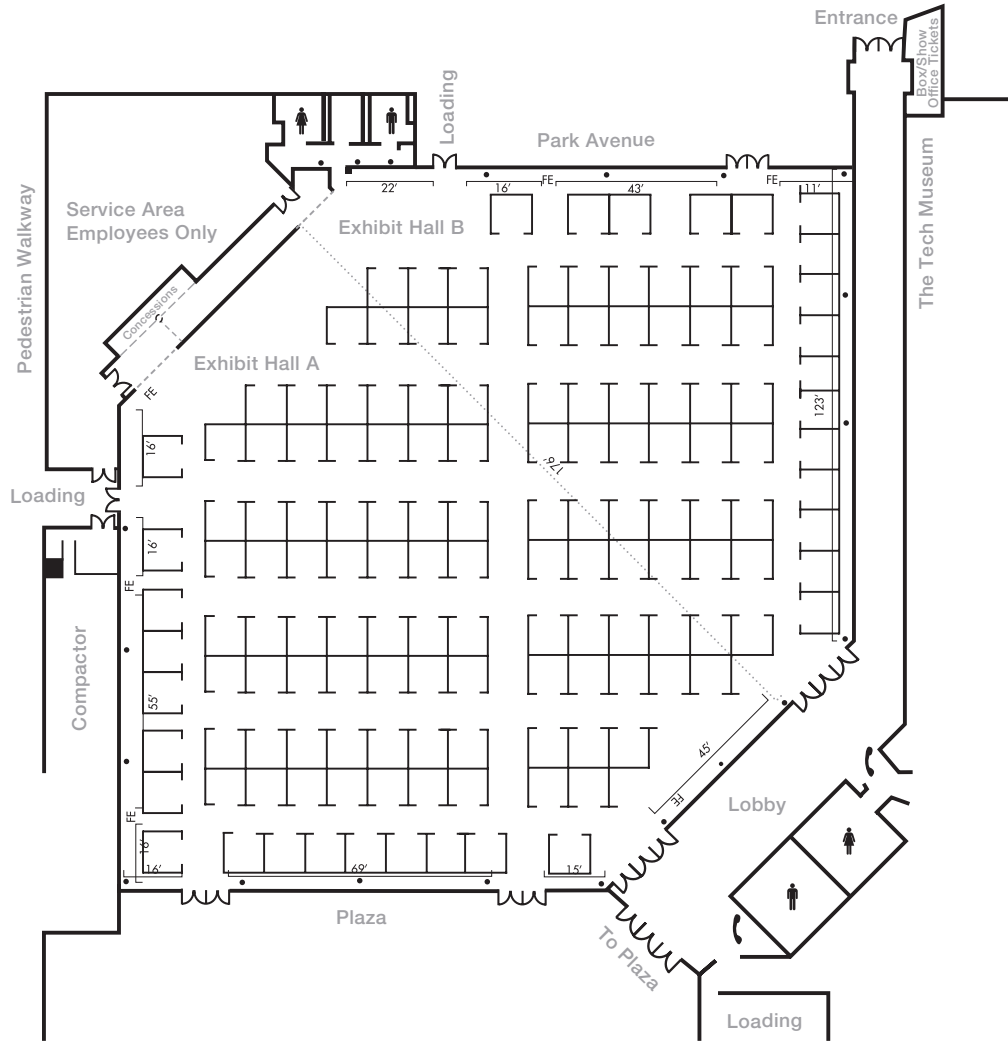 Entrance
Box/Show
Office Tickets
Loading
Park Avenue
22'
16'
FE
43'
FE
11'
Service Area
Employees Only
Exhibit Hall B
Pedestrian Walkway
The Tech Museum
Concessions
Exhibit Hall A
FE
123'
16'
176'
Loading
16'
FE
Compactor
55'
45'
FE
FE
Lobby
16'
16'
69'
15'
Plaza
To Plaza
Loading